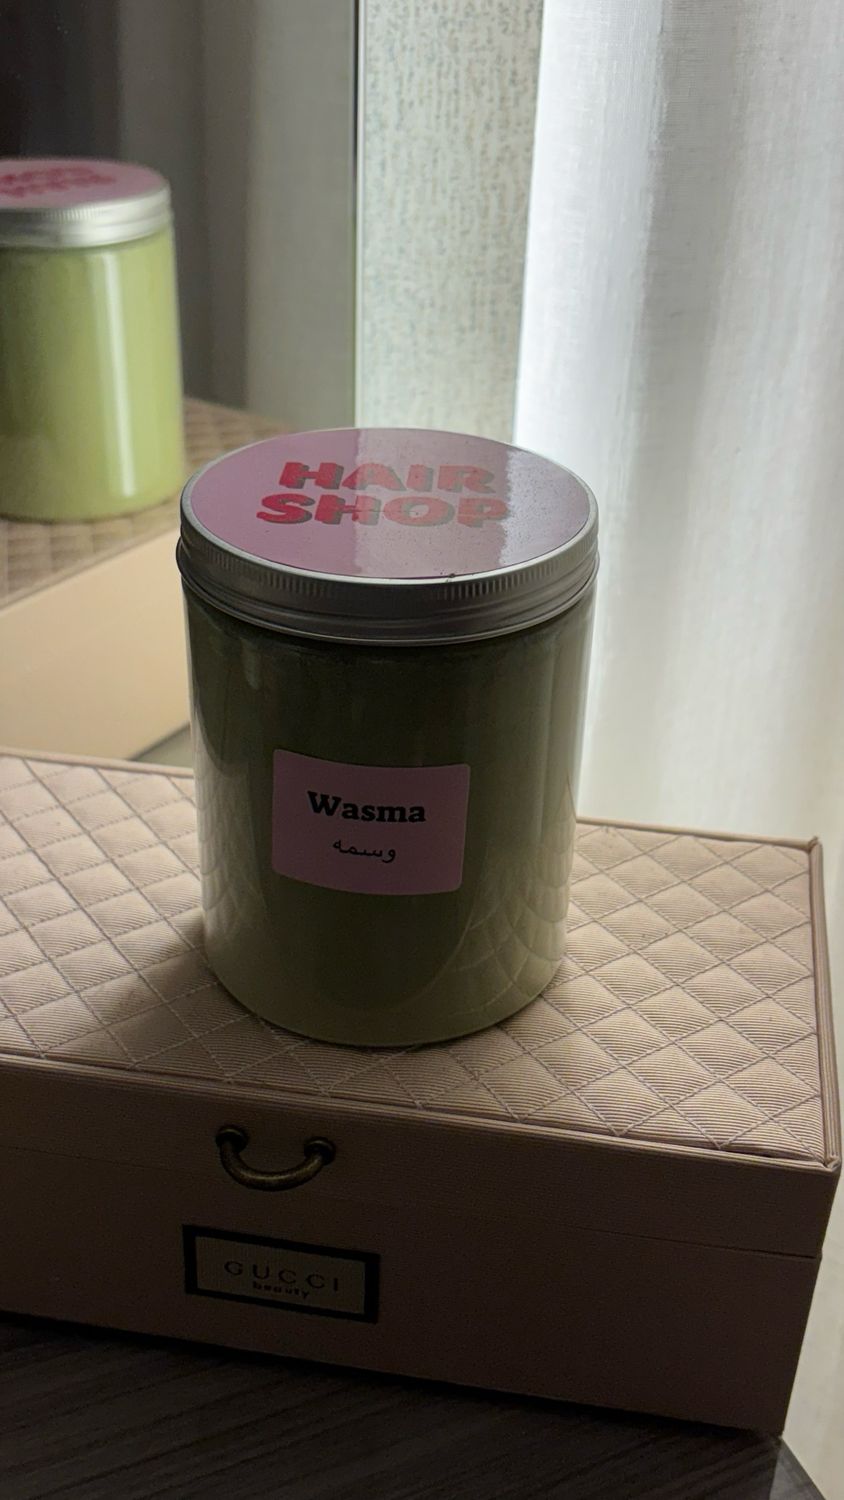 HAIR
SHOP
Wasma
وسمه
GUCCI
beauty